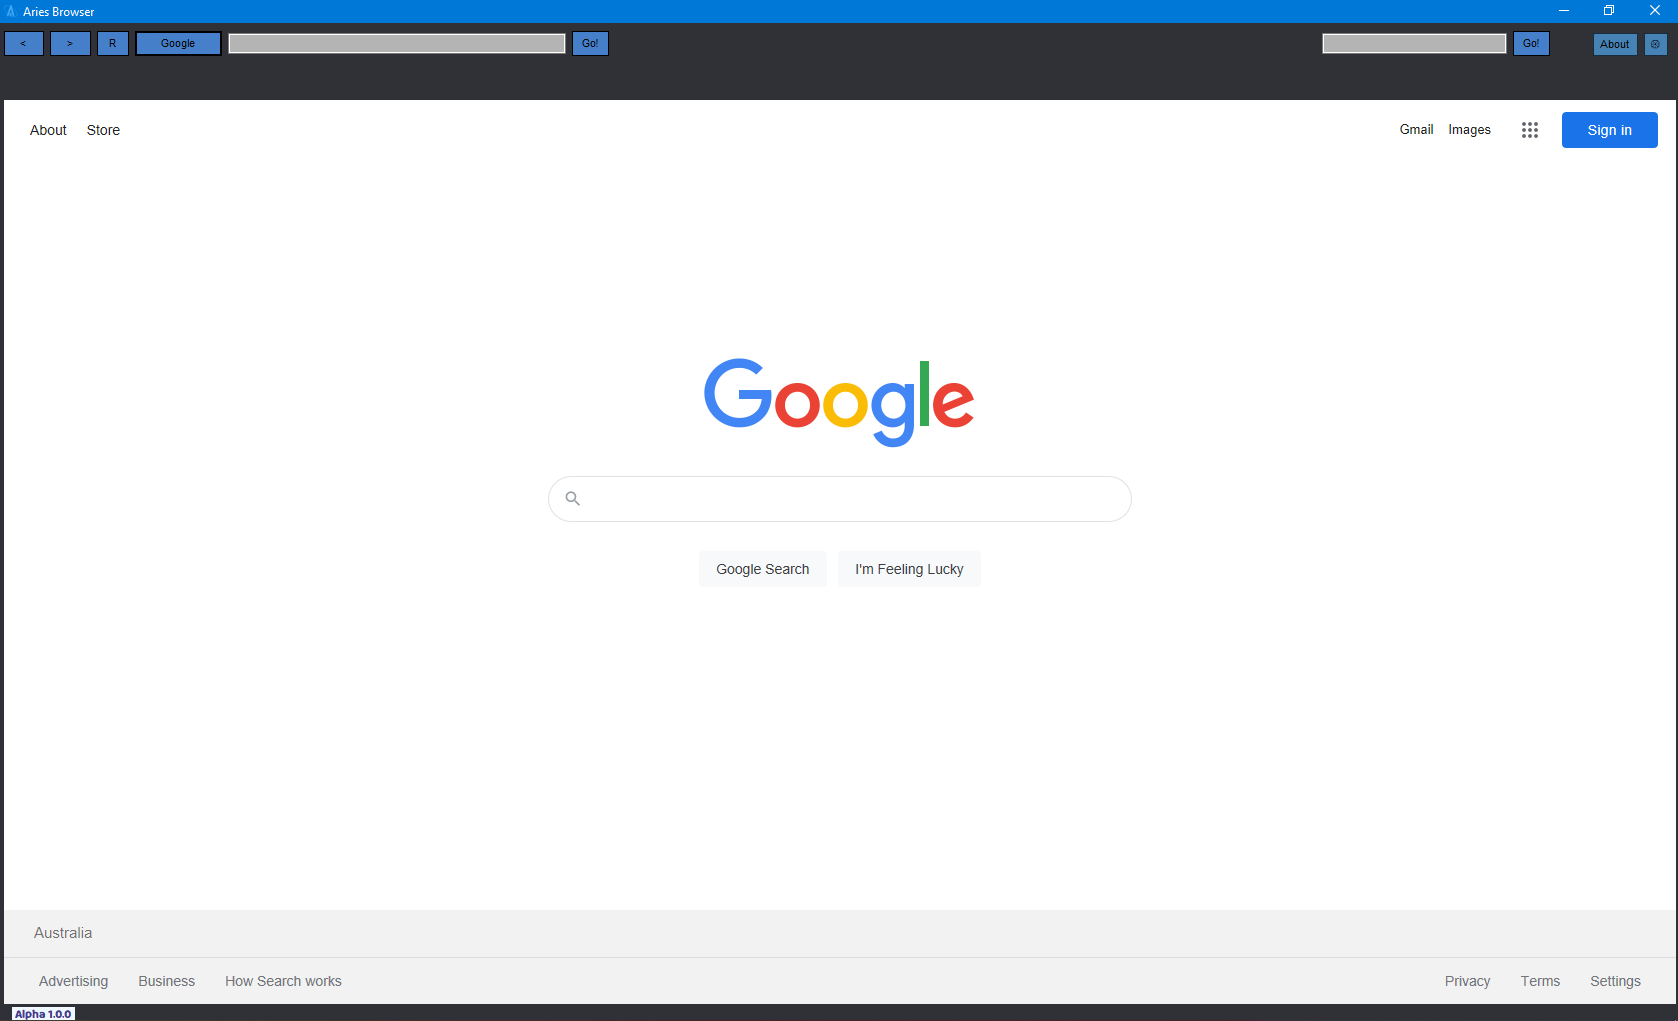 Aries Browser
< > R Google Go! Go! About
About Store Gmail Images Sign in
Google
Google Search I'm Feeling Lucky
Australia
Advertising Business How Search works Privacy Terms Settings
Alpha 1.0.0